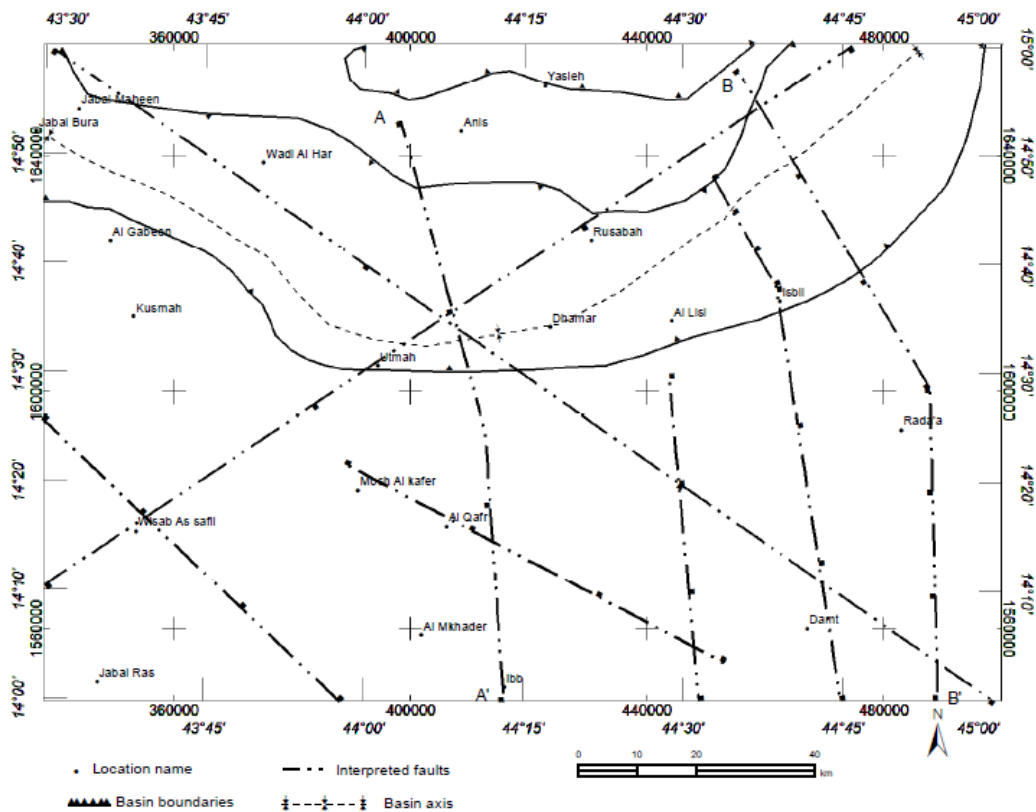 43°30' 43°45' 44°00' 44°15' 44°30' 44°45' 45°00'
360000 400000 440000 480000
15°00'
Yasleh
B
Jabal Maheen
A
Anis
Jabal Bura
14°50' 1640000 1640000 14°50'
Wadi Al Har
Al Gabeen
Rusabah
14°40' 14°40'
Isbil
Kusmah
Dhamar
Al Lisi
Utmah
14°30' 14°30'
1600000 1600000
Rada'a
14°20' 14°20'
Mosh Al kafer
Wisab As safil
Al Qafr
14°10' 14°10'
1560000 1560000
Al Mkhader
Damt
Jabal Ras
Ibb
14°00'
A' B'
360000 400000 440000 480000
43°45' 44°00' 44°15' 44°30' 44°45' 45°00'
N
0 10 20 40
km
Location name Interpreted faults
Basin boundaries Basin axis